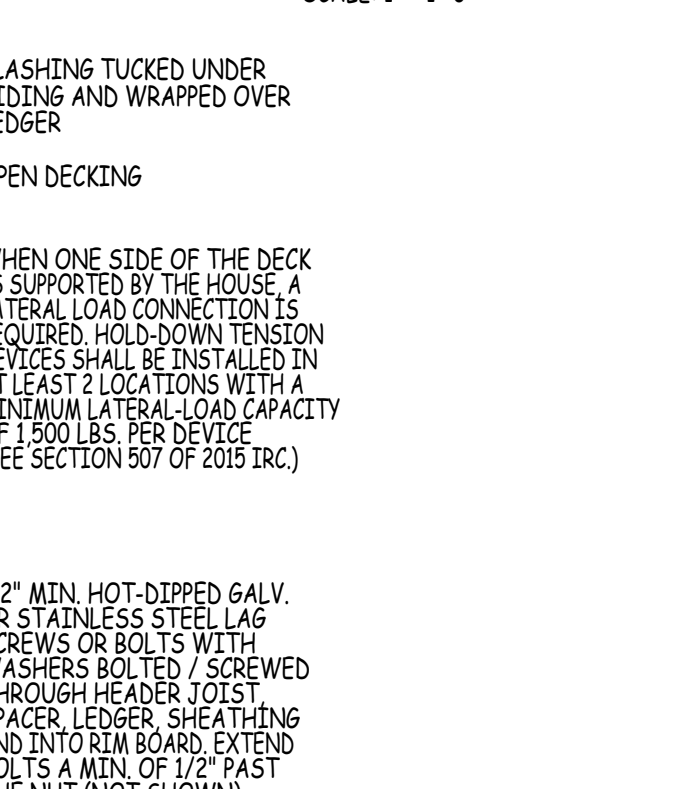 LASHING TUCKED UNDER
IDING AND WRAPPED OVER
EDGER
PEN DECKING
HEN ONE SIDE OF THE DECK
S SUPPORTED BY THE HOUSE, A
ATERAL LOAD CONNECTION IS
EQUIRED. HOLD-DOWN TENSION
EVICES SHALL BE INSTALLED IN
T LEAST 2 LOCATIONS WITH A
INIMUM LATERAL-LOAD CAPACITY
F 1,500 LBS. PER DEVICE
EE SECTION 507 OF 2015 IRC.)
2" MIN. HOT-DIPPED GALV.
R STAINLESS STEEL LAG
CREWS OR BOLTS WITH
ASHERS BOLTED / SCREWED
HROUGH HEADER JOIST,
PACER, LEDGER, SHEATHING
ND INTO RIM BOARD. EXTEND
OLTS A MIN. OF 1/2" PAST
HE NUT (NOT SHOWN)